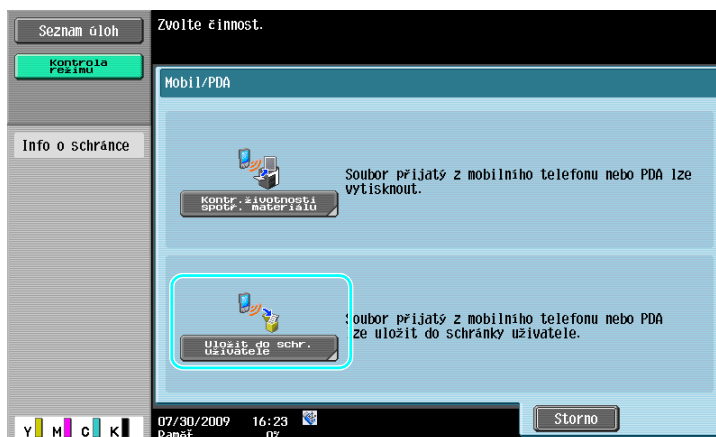 Seznam úloh
Kontrola
režimu
Info o schránce
Zvolte činnost.
Mobil/PDA
Soubor přijatý z mobilního telefonu nebo PDA lze
vytisknout.
Kontr.životnosti
spotř. materiálu
Soubor přijatý z mobilního telefonu nebo PDA
lze uložit do schránky uživatele.
Uložit do schr.
uživatele
Y M C K
07/30/2009 16:23
Paměť 0%
Storno